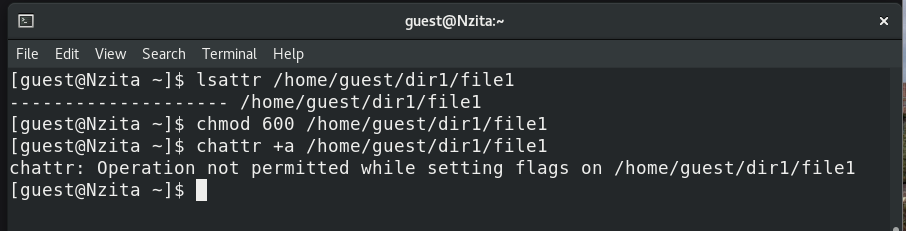 guest@Nzita:~
File Edit View Search Terminal Help
[guest@Nzita ~]$ lsattr /home/guest/dir1/file1
-------------------- /home/guest/dir1/file1
[guest@Nzita ~]$ chmod 600 /home/guest/dir1/file1
[guest@Nzita ~]$ chattr +a /home/guest/dir1/file1
chattr: Operation not permitted while setting flags on /home/guest/dir1/file1
[guest@Nzita ~]$